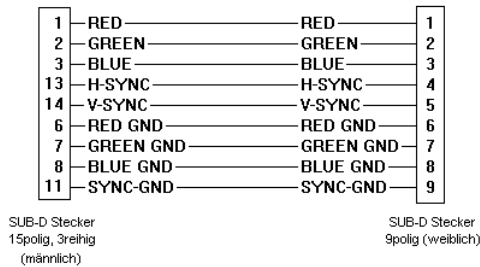 1 RED RED 1
2 GREEN GREEN 2
3 BLUE BLUE 3
13 H-SYNC H-SYNC 4
14 V-SYNC V-SYNC 5
6 RED GND RED GND 6
7 GREEN GND GREEN GND 7
8 BLUE GND BLUE GND 8
11 SYNC-GND SYNC-GND 9
SUB-D Stecker
15polig, 3reihig
(männlich)
SUB-D Stecker
9polig (weiblich)